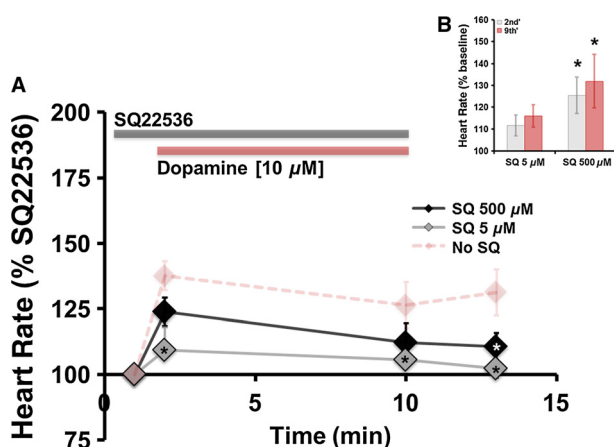 A
Heart Rate (% SQ22536)
200
175
150
125
100
75
SQ22536
Dopamine [10 µM]
SQ 500 µM
SQ 5 µM
No SQ
*
*
*
*
0
5
10
15
Time (min)
B
Heart Rate (% baseline)
160
150
140
130
120
110
100
2nd'
9th'
*
*
SQ 5 µM
SQ 500 µM